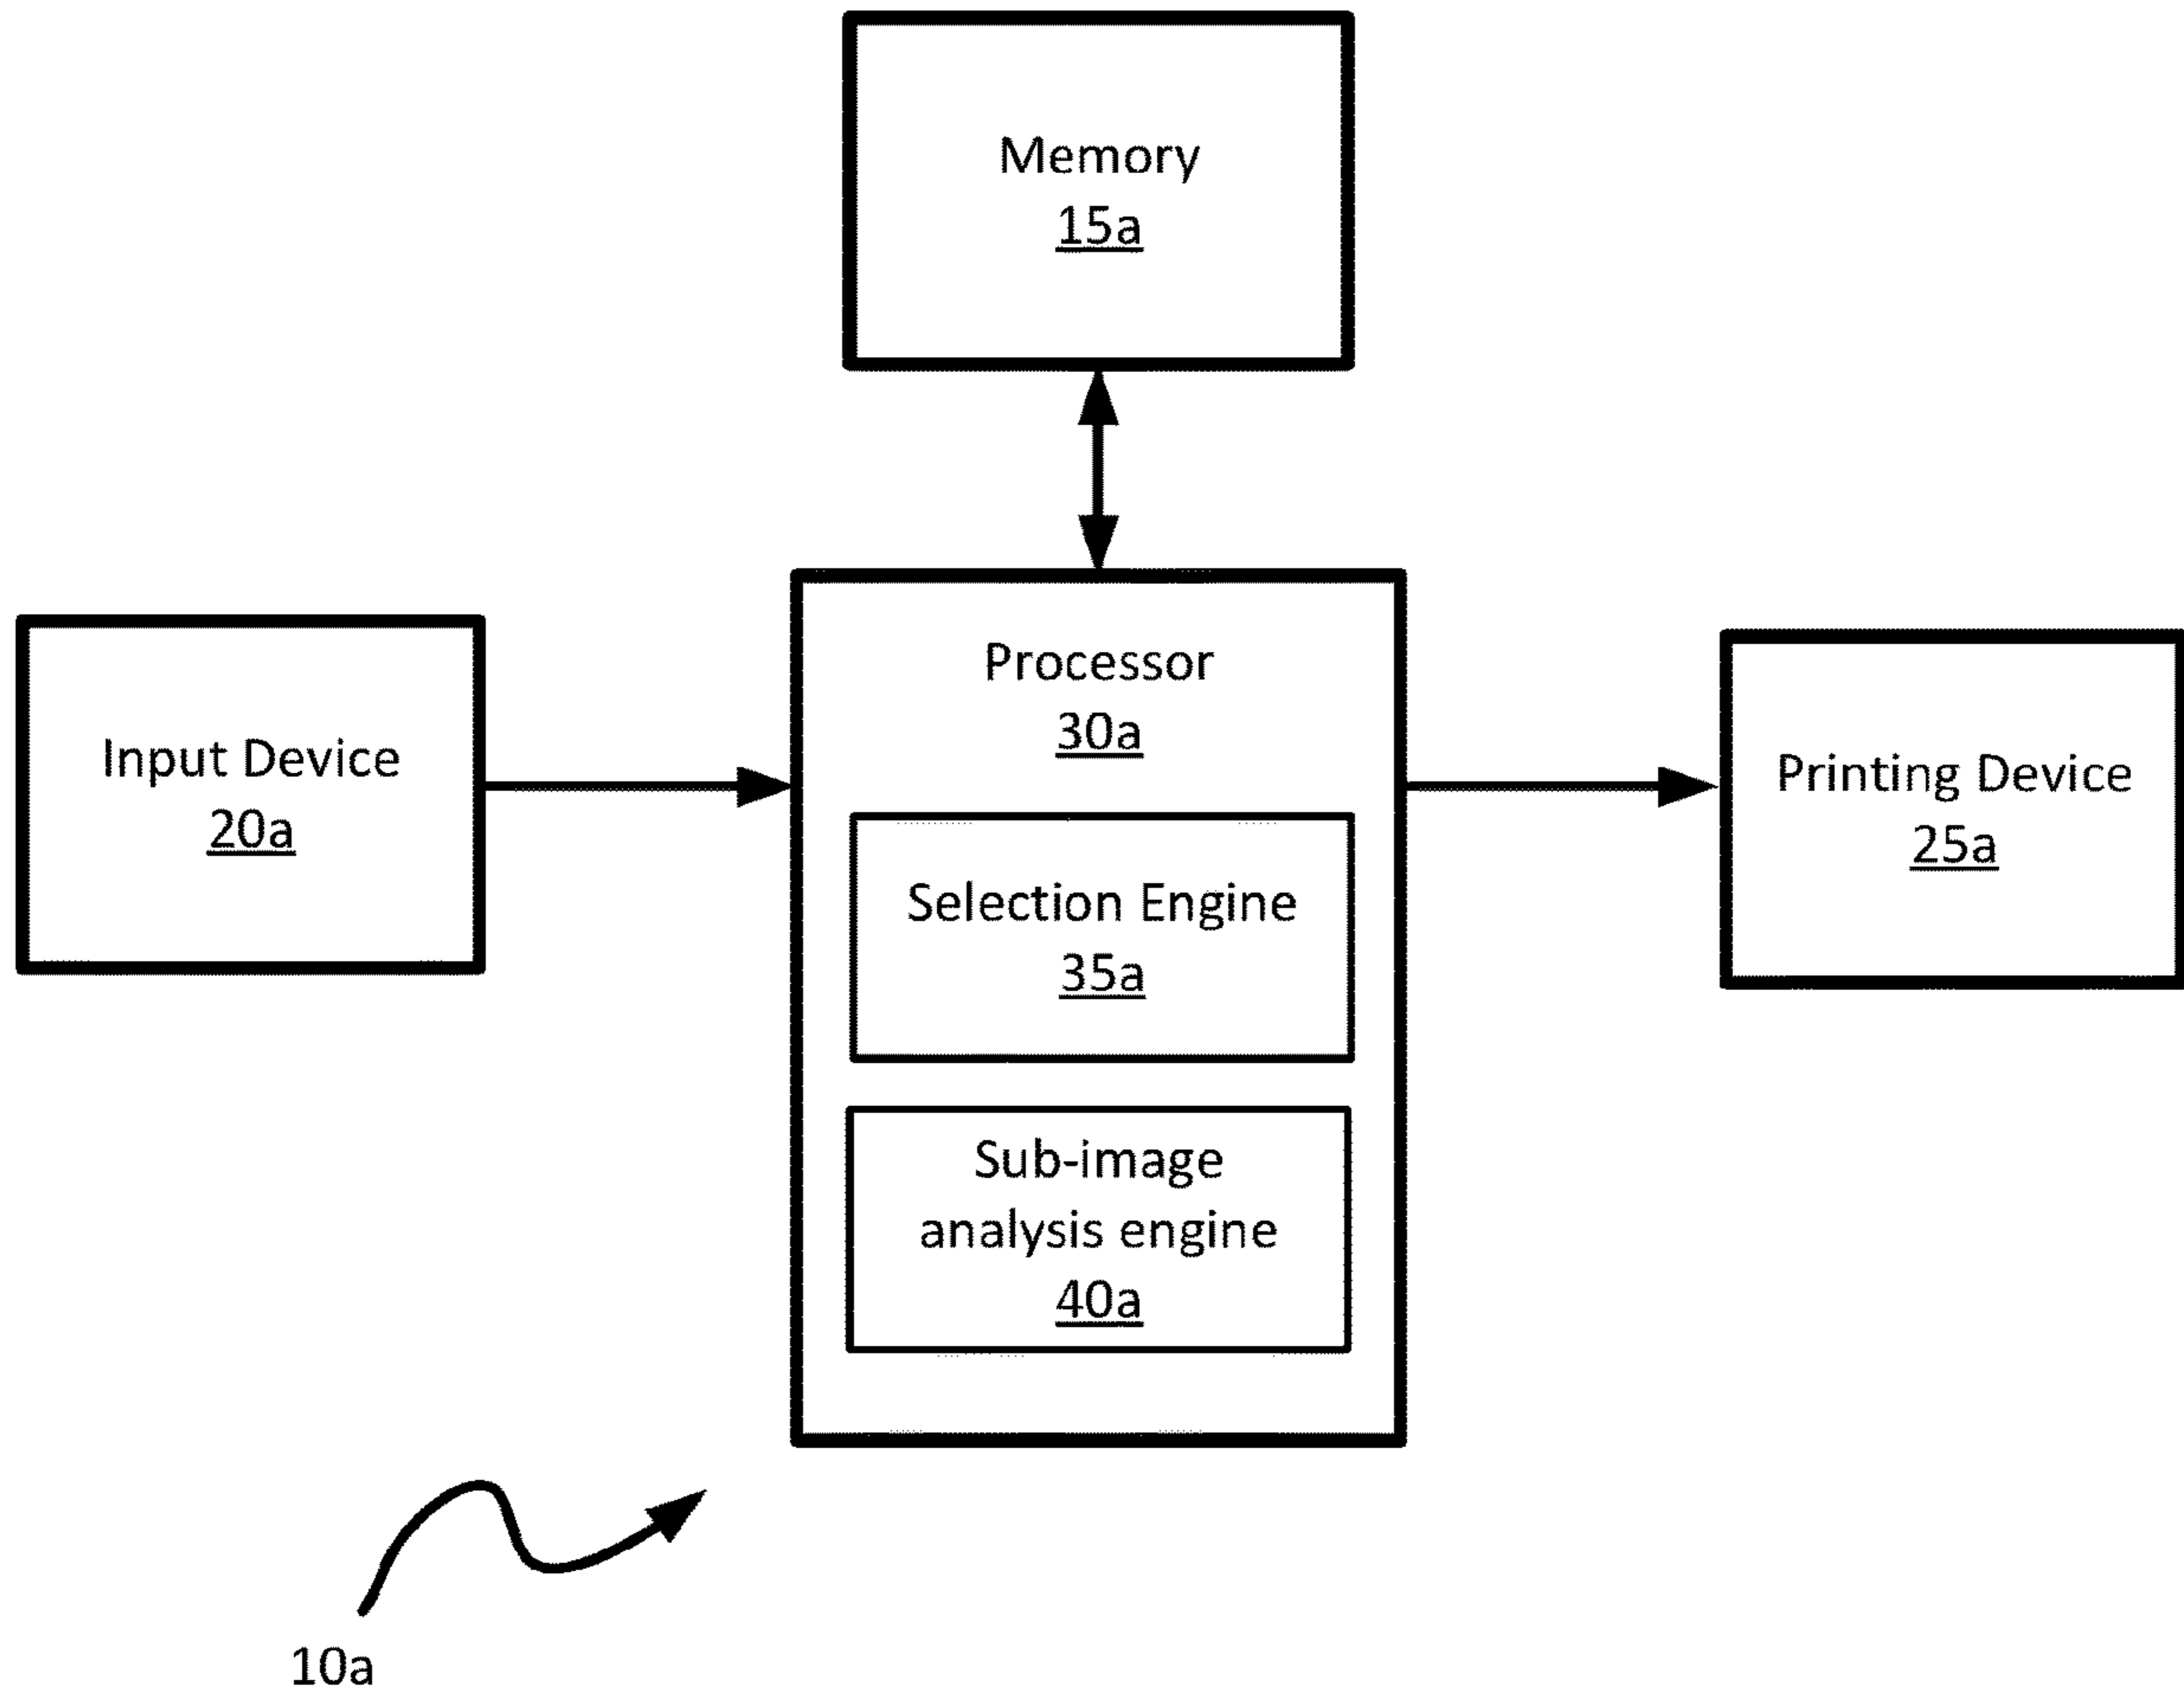 Memory
15a
Processor
30a
Input Device
20a
Printing Device
25a
Selection Engine
35a
Sub-image
analysis engine
40a
10a